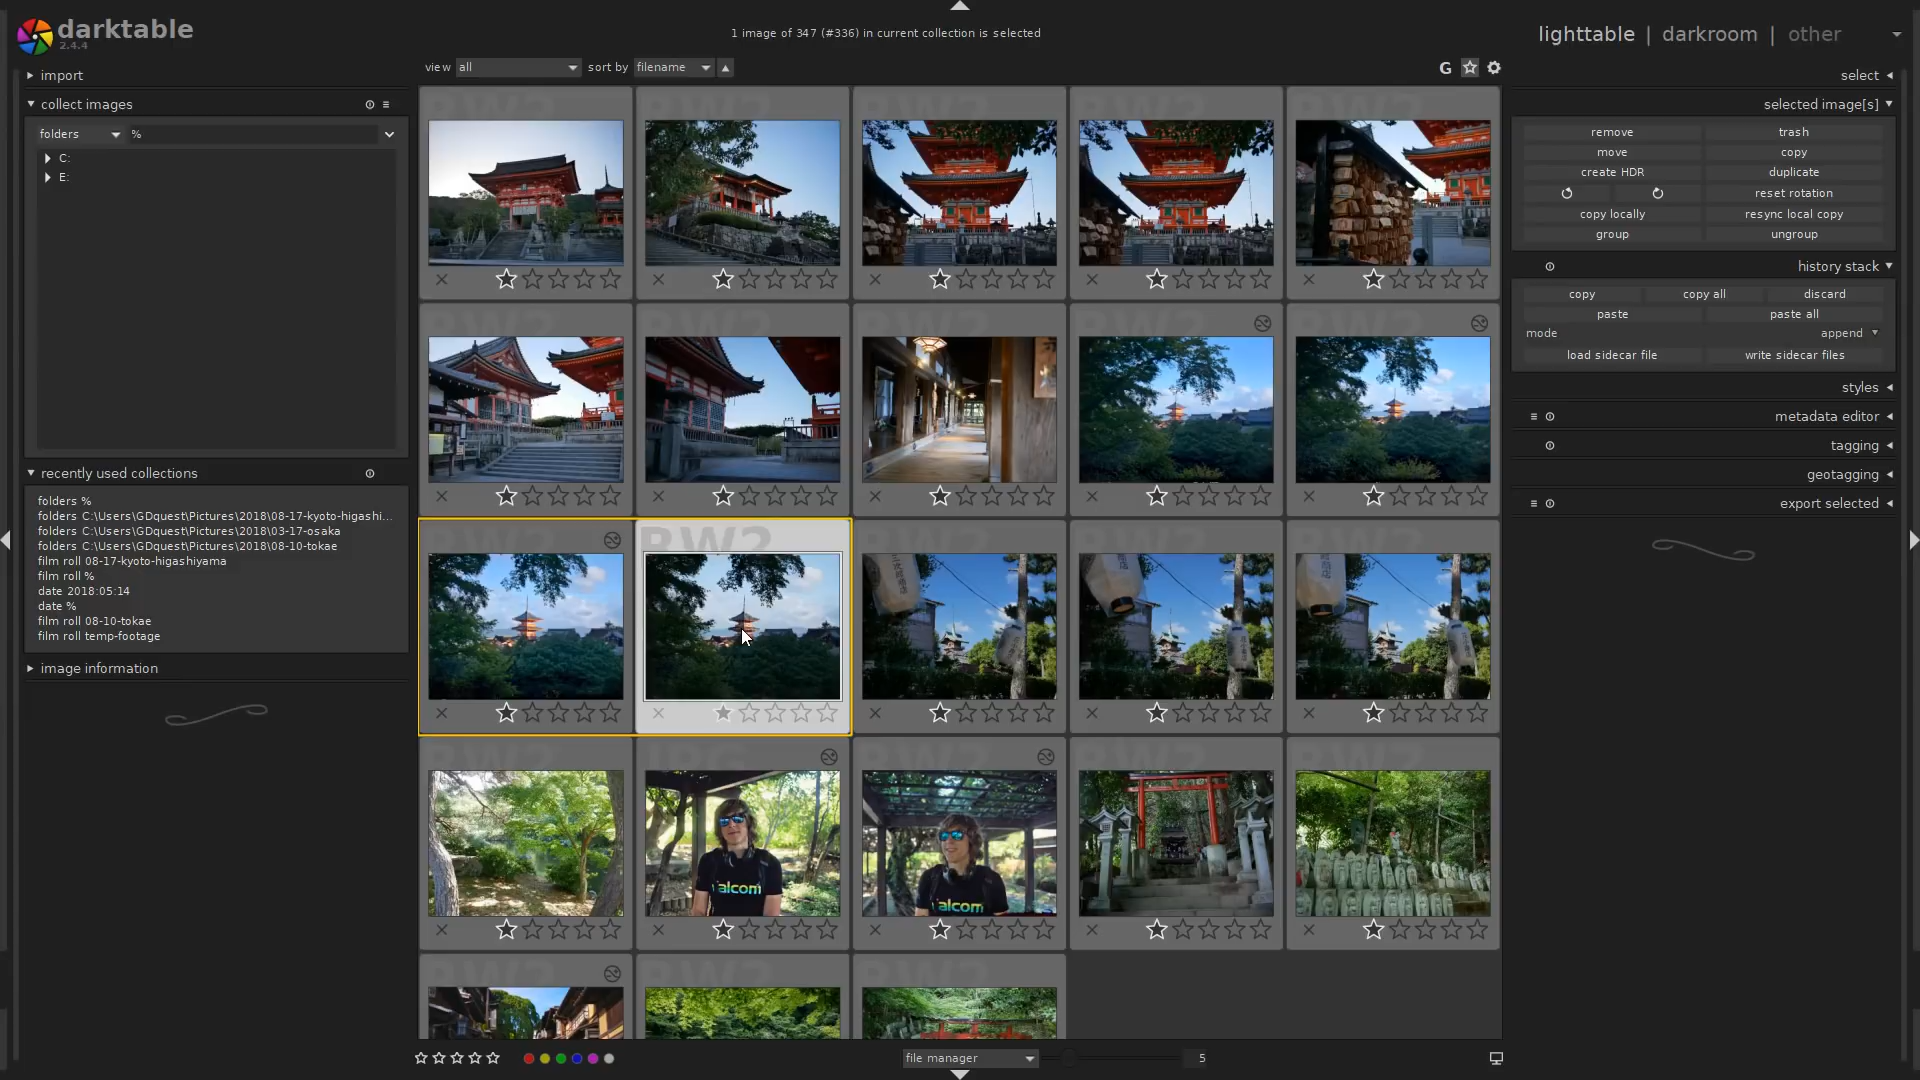 darktable
2.4.4
1 image of 347 (#336) in current collection is selected
lighttable | darkroom | other
view all sort by filename
G
import
collect images
folders %
C:
E:
recently used collections
folders %
folders C:\Users\GDquest\Pictures\2018\08-17-kyoto-higashi...
folders C:\Users\GDquest\Pictures\2018\03-17-osaka
folders C:\Users\GDquest\Pictures\2018\08-10-tokae
film roll 08-17-kyoto-higashiyama
film roll %
date 2018:05:14
date %
film roll 08-10-tokae
film roll temp-footage
image information
RW2
JPG
alcom
alcom
select
selected image[s]
remove trash
move copy
create HDR duplicate
reset rotation
copy locally resync local copy
group ungroup
history stack
copy copy all discard
paste paste all
mode append
load sidecar file write sidecar files
styles
metadata editor
tagging
geotagging
export selected
file manager 5